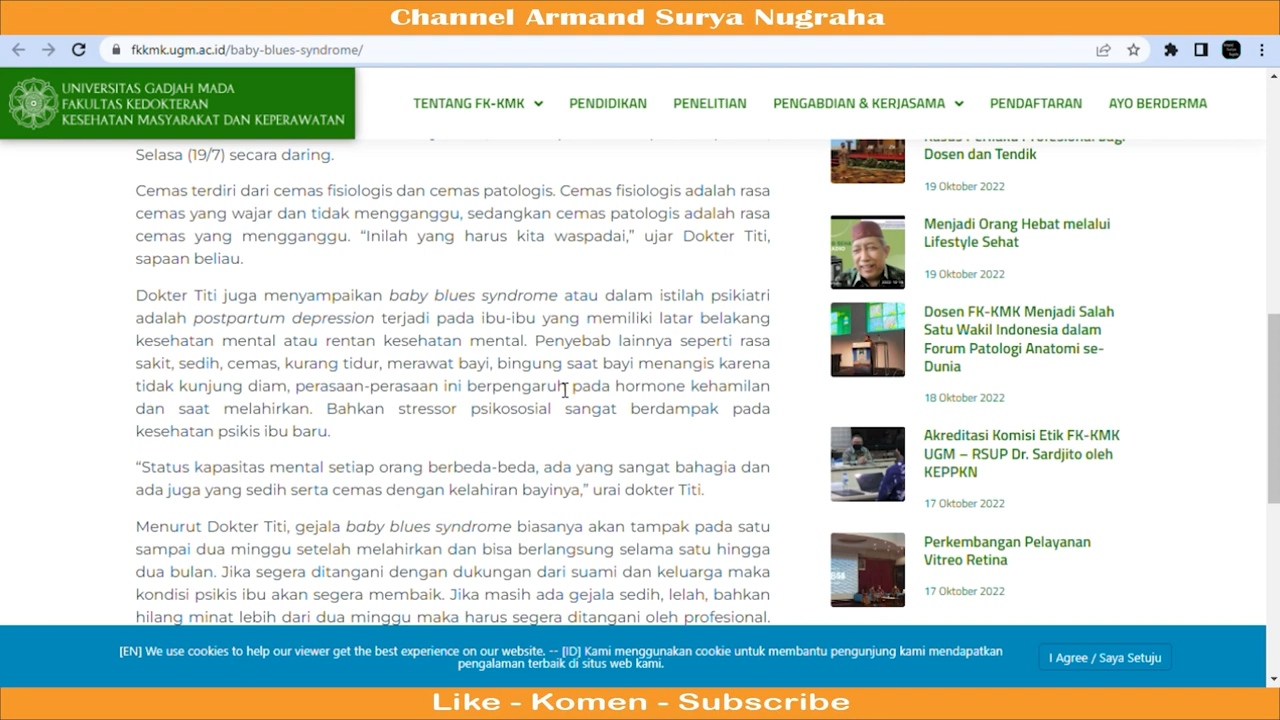 Channel Armand Surya Nugraha
fkkmk.ugm.ac.id/baby-blues-syndrome/
UNIVERSITAS GADJAH MADA
FAKULTAS KEDOKTERAN
KESEHATAN MASYARAKAT DAN KEPERAWATAN
TENTANG FK-KMK
PENDIDIKAN
PENELITIAN
PENGABDIAN & KERJASAMA
PENDAFTARAN
AYO BERDERMA
Selasa (19/7) secara daring.
Cemas terdiri dari cemas fisiologis dan cemas patologis. Cemas fisiologis adalah rasa
cemas yang wajar dan tidak mengganggu, sedangkan cemas patologis adalah rasa
cemas yang mengganggu. “Inilah yang harus kita waspadai,” ujar Dokter Titi,
sapaan beliau.
Dokter Titi juga menyampaikan baby blues syndrome atau dalam istilah psikiatri
adalah postpartum depression terjadi pada ibu-ibu yang memiliki latar belakang
kesehatan mental atau rentan kesehatan mental. Penyebab lainnya seperti rasa
sakit, sedih, cemas, kurang tidur, merawat bayi, bingung saat bayi menangis karena
tidak kunjung diam, perasaan-perasaan ini berpengaruh pada hormone kehamilan
dan saat melahirkan. Bahkan stressor psikososial sangat berdampak pada
kesehatan psikis ibu baru.
“Status kapasitas mental setiap orang berbeda-beda, ada yang sangat bahagia dan
ada juga yang sedih serta cemas dengan kelahiran bayinya,” urai dokter Titi.
Menurut Dokter Titi, gejala baby blues syndrome biasanya akan tampak pada satu
sampai dua minggu setelah melahirkan dan bisa berlangsung selama satu hingga
dua bulan. Jika segera ditangani dengan dukungan dari suami dan keluarga maka
kondisi psikis ibu akan segera membaik. Jika masih ada gejala sedih, lelah, bahkan
hilang minat lebih dari dua minggu maka harus segera ditangani oleh profesional.
Dosen dan Tendik
19 Oktober 2022
Menjadi Orang Hebat melalui
Lifestyle Sehat
19 Oktober 2022
Dosen FK-KMK Menjadi Salah
Satu Wakil Indonesia dalam
Forum Patologi Anatomi se-
Dunia
18 Oktober 2022
Akreditasi Komisi Etik FK-KMK
UGM – RSUP Dr. Sardjito oleh
KEPPKN
17 Oktober 2022
Perkembangan Pelayanan
Vitreo Retina
17 Oktober 2022
[EN] We use cookies to help our viewer get the best experience on our website. -- [ID] Kami menggunakan cookie untuk membantu pengunjung kami mendapatkan
pengalaman terbaik di situs web kami.
I Agree / Saya Setuju
Like - Komen - Subscribe